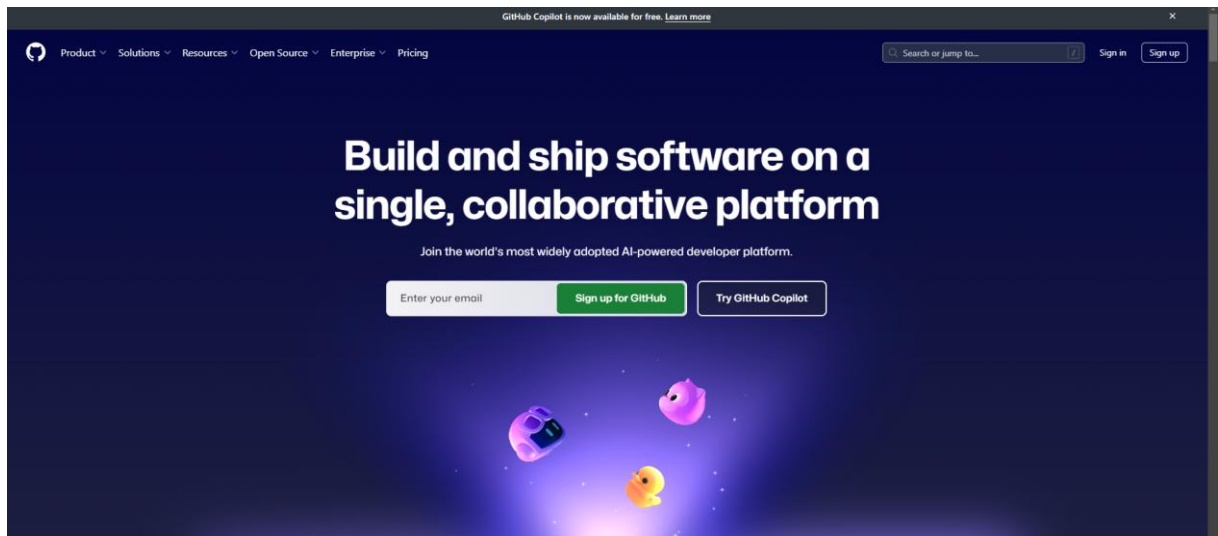 GitHub Copilot is now available for free. Learn more
Product Solutions Resources Open Source Enterprise Pricing Search or jump to... / Sign in Sign up
Build and ship software on a
single, collaborative platform
Join the world's most widely adopted AI-powered developer platform.
Enter your email Sign up for GitHub Try GitHub Copilot